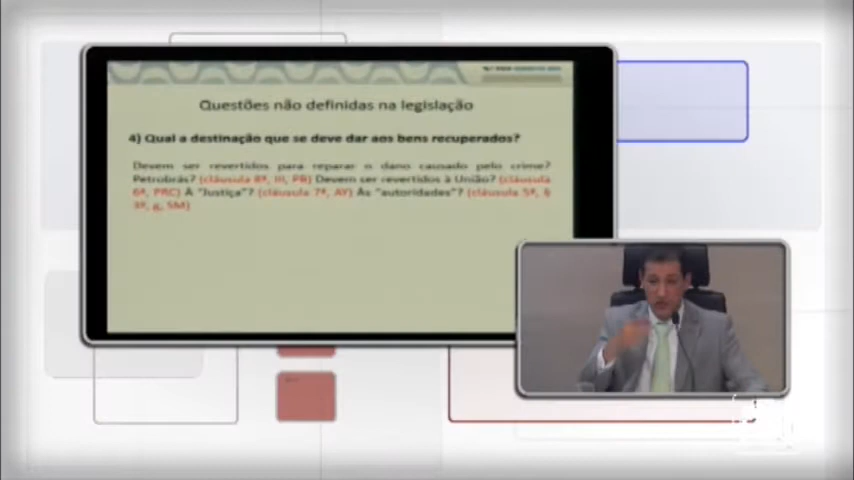 Questões não definidas na legislação
4) Qual a destinação que se deve dar aos bens recuperados?
Devem ser revertidos para reparar o dano causado pelo crime?
Petrobrás? (cláusula 8ª, III, PB) Devem ser revertidos à União? (cláusula
6ª, PRC) À "Justiça"? (cláusula 7ª, AY) Às "autoridades"? (cláusula 5ª, §
3º, g, SM)